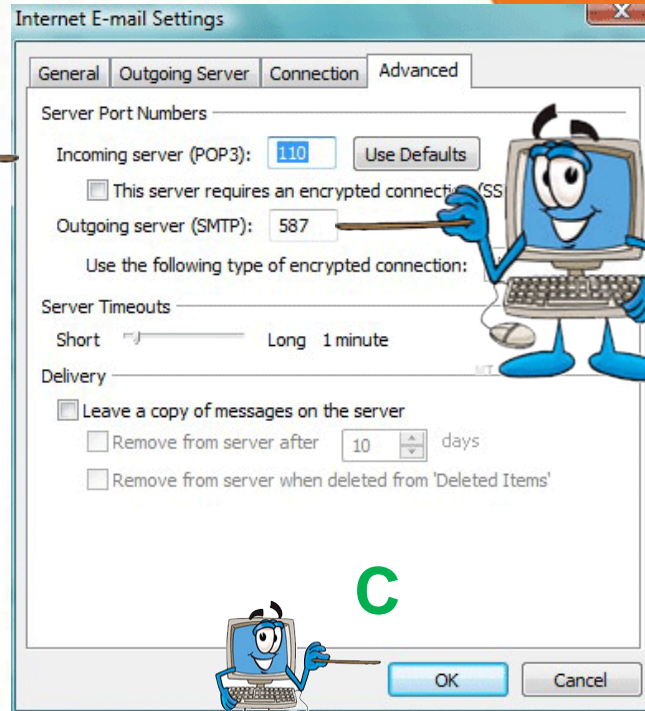 Internet E-mail Settings
X
General Outgoing Server Connection Advanced
Server Port Numbers
Incoming server (POP3): 110 Use Defaults
This server requires an encrypted (SS
Outgoing server (SMTP): 587
Use the following type of encrypted connection:
Server Timeouts
Short Long 1 minute
Delivery
Leave a copy of messages on the server
Remove from server after 10 days
Remove from server when deleted from 'Deleted Items'
C
OK Cancel